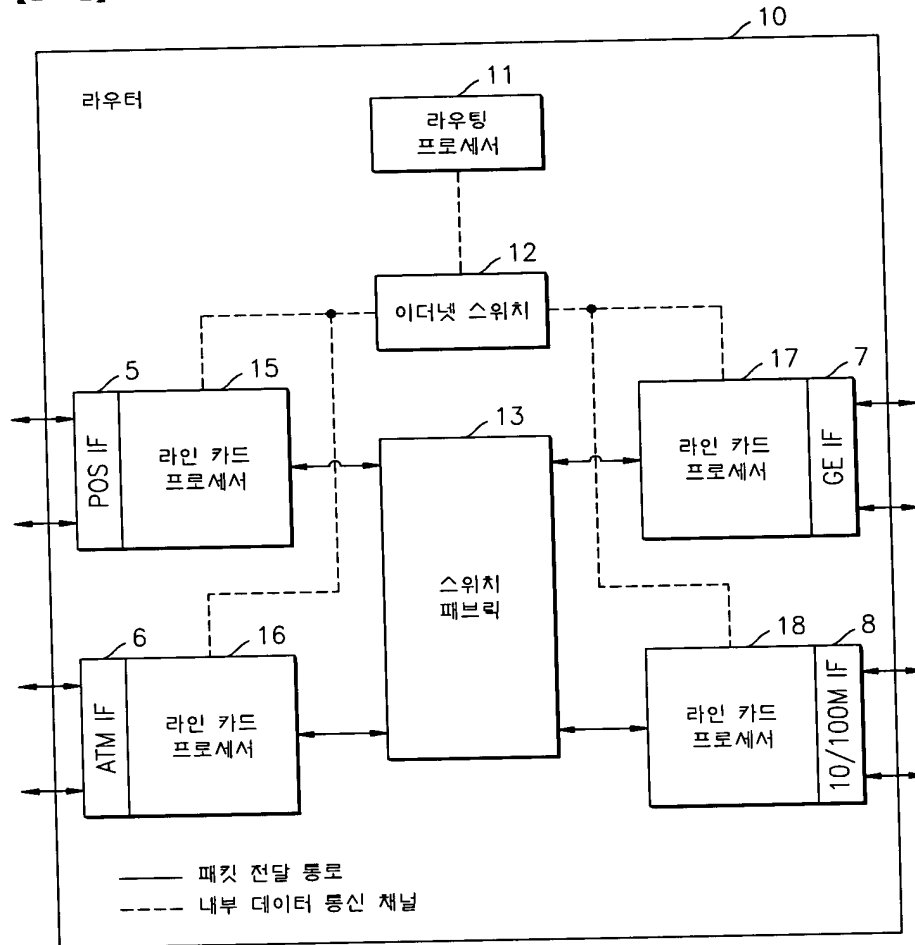 10
라우터
11
라우팅
프로세서
12
이더넷 스위치
5
15
POS IF
라인 카드
프로세서
13
스위치
패브릭
17
7
라인 카드
프로세서
GE IF
6
16
ATM IF
라인 카드
프로세서
18
8
라인 카드
프로세서
10/100M IF
패킷 전달 통로
내부 데이터 통신 채널